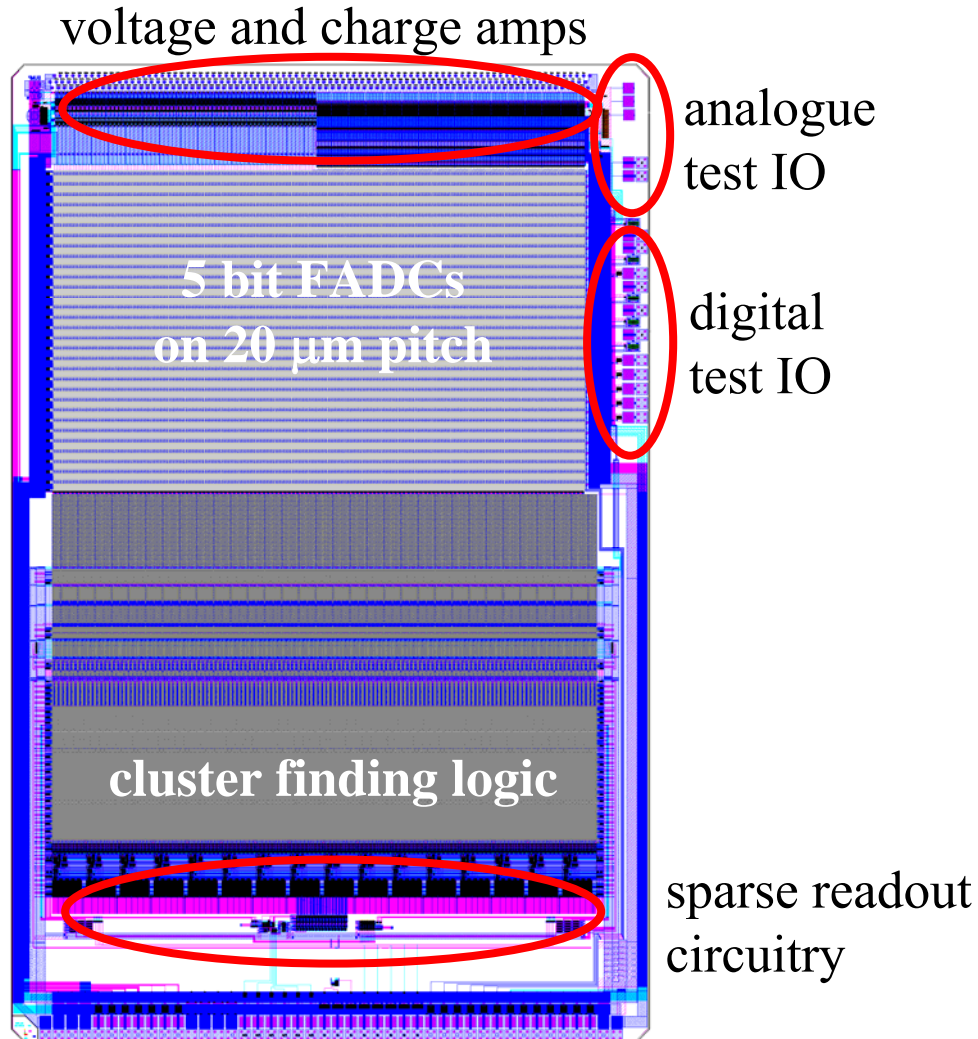 voltage and charge amps
analogue
test IO
5 bit FADCs
on 20 μm pitch
digital
test IO
cluster finding logic
sparse readout
circuitry